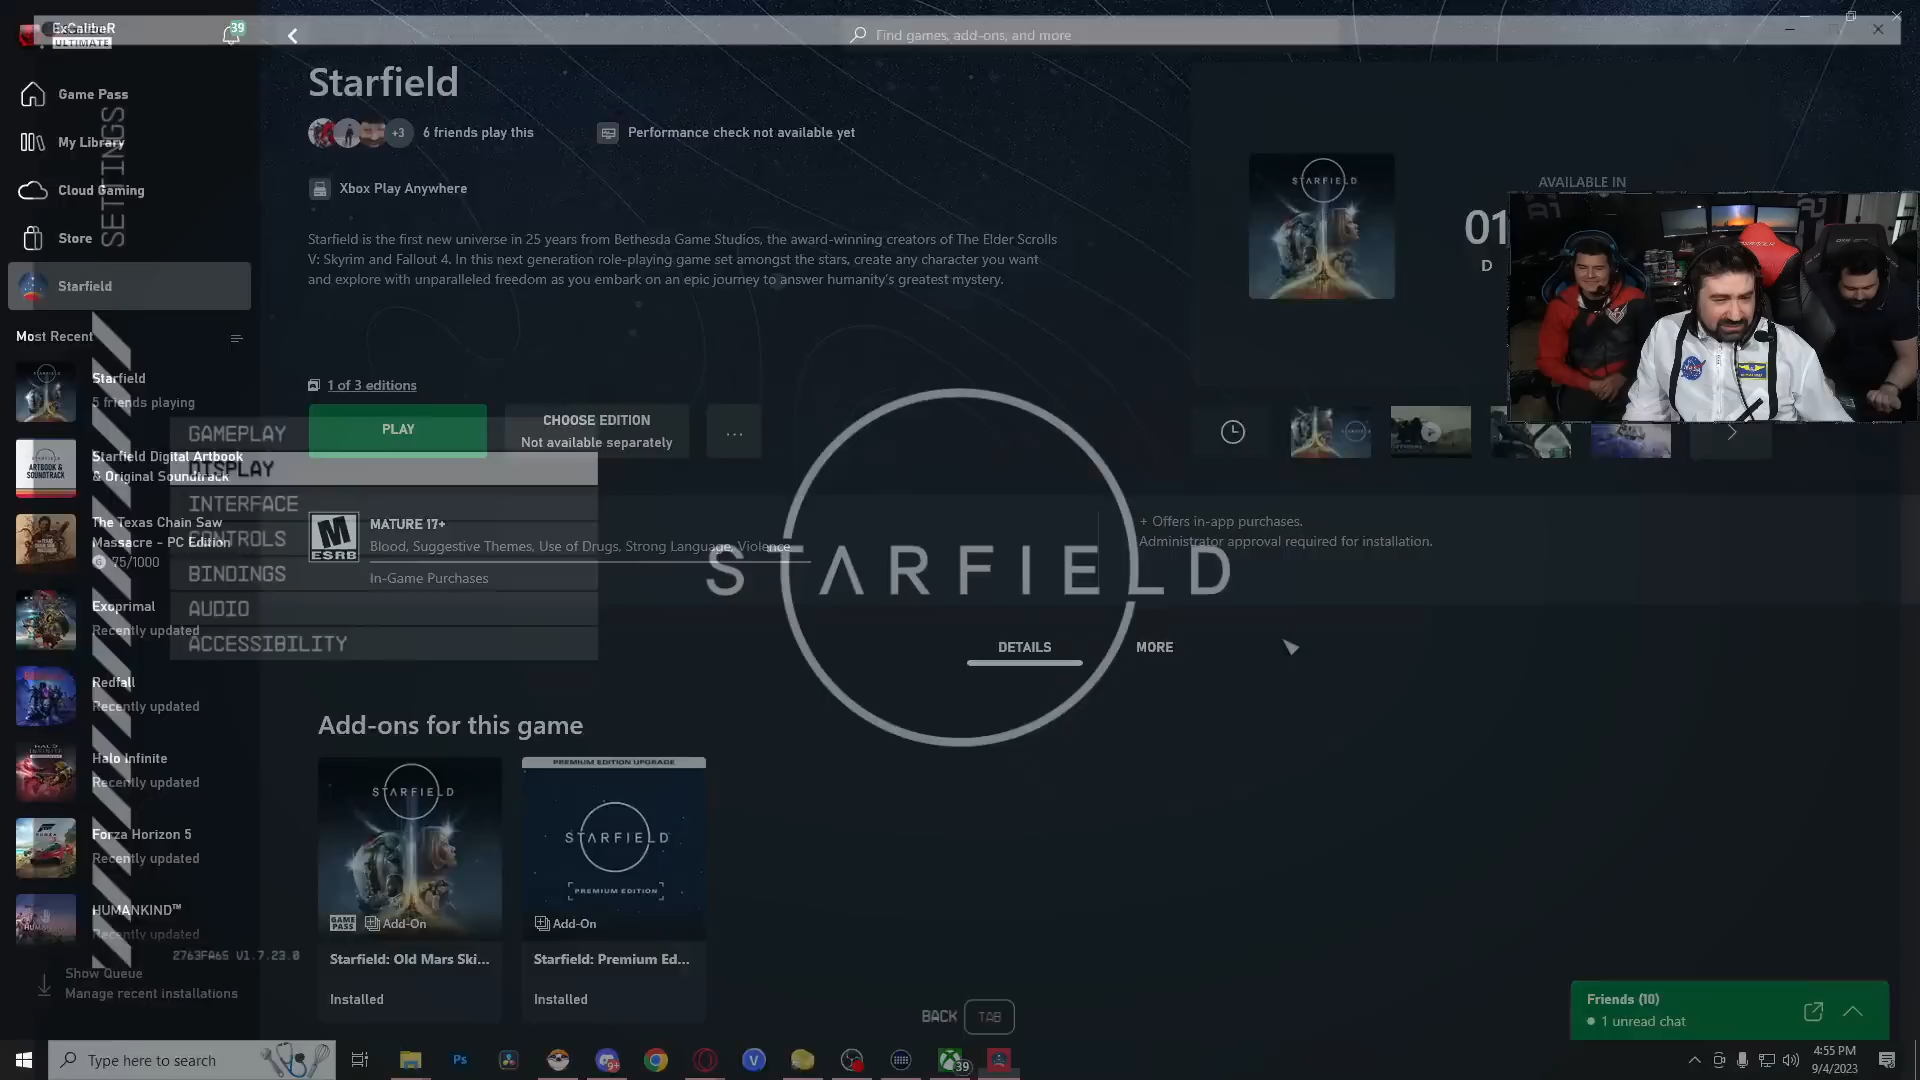 ExCalibeR
ULTIMATE
39
Find games, add-ons, and more
Game Pass
My Library
Cloud Gaming
Store
Starfield
SETTINGS
Most Recent
Starfield
5 friends playing
Starfield Digital Artbook
& Original Soundtrack
The Texas Chain Saw
Massacre - PC Edition
75/1000
Exoprimal
Recently updated
Redfall
Recently updated
Halo Infinite
Recently updated
Forza Horizon 5
Recently updated
HUMANKIND™
Recently updated
2763FA65 V1.7.23.0
Show Queue
Manage recent installations
Starfield
+3
6 friends play this
Performance check not available yet
Xbox Play Anywhere
Starfield is the first new universe in 25 years from Bethesda Game Studios, the award-winning creators of The Elder Scrolls
V: Skyrim and Fallout 4. In this next generation role-playing game set amongst the stars, create any character you want
and explore with unparalleled freedom as you embark on an epic journey to answer humanity's greatest mystery.
1 of 3 editions
PLAY
CHOOSE EDITION
Not available separately
...
GAMEPLAY
DISPLAY
INTERFACE
CONTROLS
BINDINGS
AUDIO
ACCESSIBILITY
M
ESRB
MATURE 17+
Blood, Suggestive Themes, Use of Drugs, Strong Language, Violence
In-Game Purchases
STARFIELD
AVAILABLE IN
01
D
+ Offers in-app purchases.
Administrator approval required for installation.
STARFIELD
DETAILS
MORE
Add-ons for this game
STARFIELD
GAME PASS
Add-On
Starfield: Old Mars Ski...
Installed
PREMIUM EDITION UPGRADE
STARFIELD
PREMIUM EDITION
Add-On
Starfield: Premium Ed...
Installed
BACK
TAB
Friends (10)
1 unread chat
Type here to search
Ps
9+
V
39
4:55 PM
9/4/2023